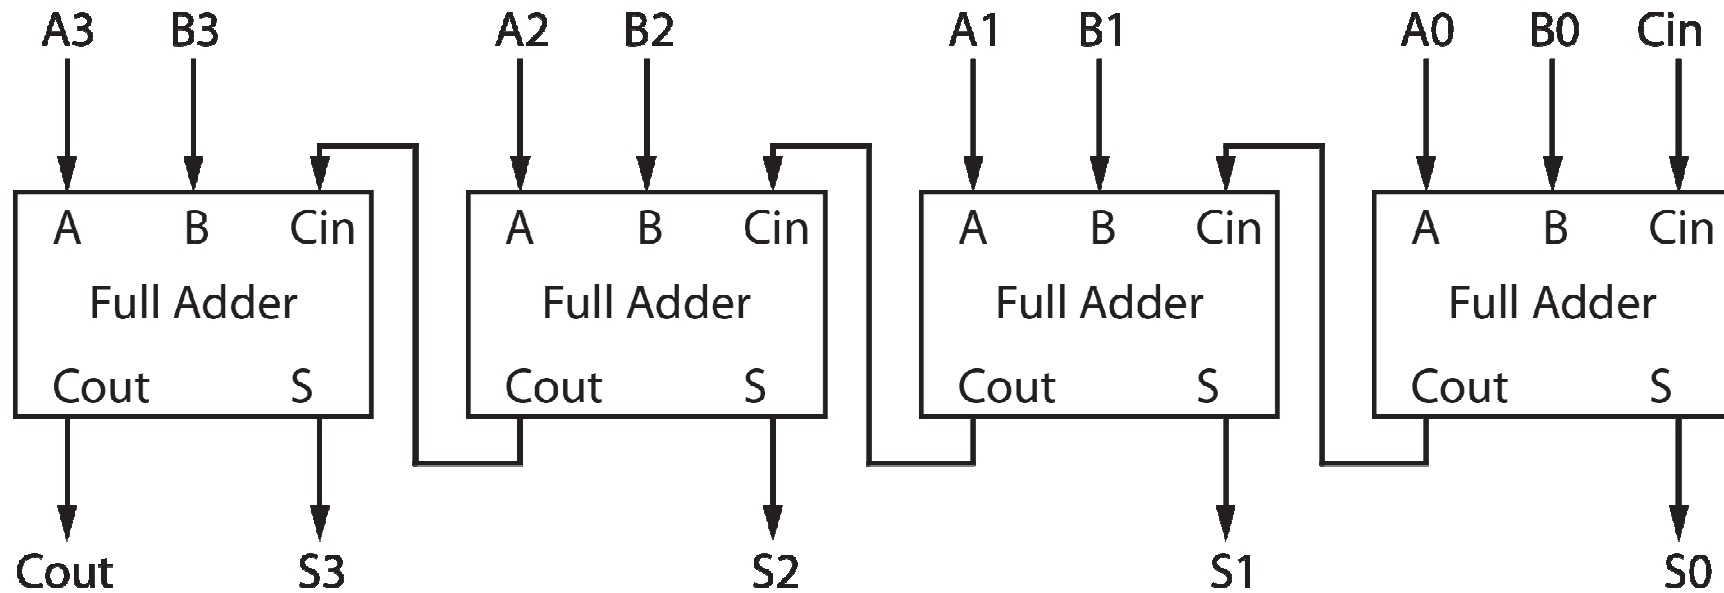 A3 B3 A2 B2 A1 B1 A0 B0 Cin
A B Cin A B Cin A B Cin A B Cin
Full Adder Full Adder Full Adder Full Adder
Cout S Cout S Cout S Cout S
Cout S3 S2 S1 S0